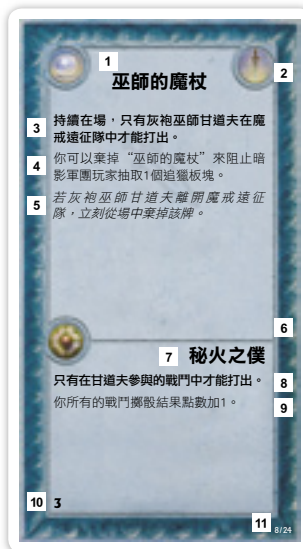 1
巫師的魔杖
2
3
持續在場，只有灰袍巫師甘道夫在魔
戒遠征隊中才能打出。
4
你可以棄掉“巫師的魔杖”來阻止暗
影軍團玩家抽取1個追獵板塊。
5
若灰袍巫師甘道夫離開魔戒遠征
隊，立刻從場中棄掉該牌。
6
7 秘火之僕
只有在甘道夫參與的戰鬥中才能打出。 8
你所有的戰鬥擲骰結果點數加1。 9
10 3
11 8/24